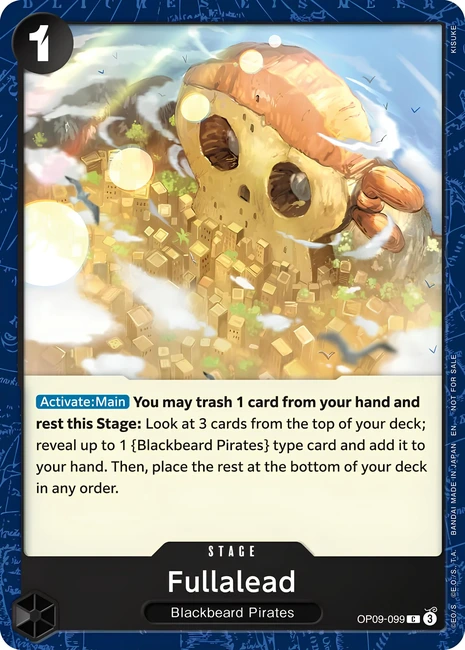 1
KISUKE
Activate:Main You may trash 1 card from your hand and
rest this Stage: Look at 3 cards from the top of your deck;
reveal up to 1 {Blackbeard Pirates} type card and add it to
your hand. Then, place the rest at the bottom of your deck
in any order.
STAGE
Fullalead
Blackbeard Pirates
OP09-099 C 3
©E.O./S. ©E.O./S., T.A. BANDAI MADE IN JAPAN EN NOT FOR SALE